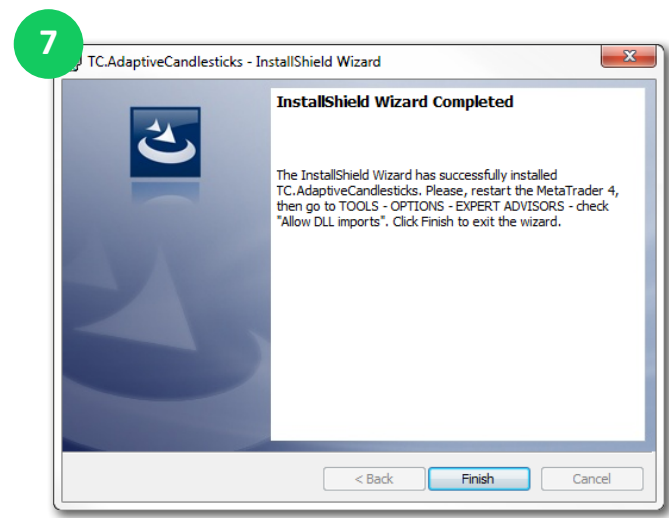 7
TC.AdaptiveCandlesticks - InstallShield Wizard
InstallShield Wizard Completed
The InstallShield Wizard has successfully installed
TC.AdaptiveCandlesticks. Please, restart the MetaTrader 4,
then go to TOOLS - OPTIONS - EXPERT ADVISORS - check
"Allow DLL imports". Click Finish to exit the wizard.
< Back
Finish
Cancel